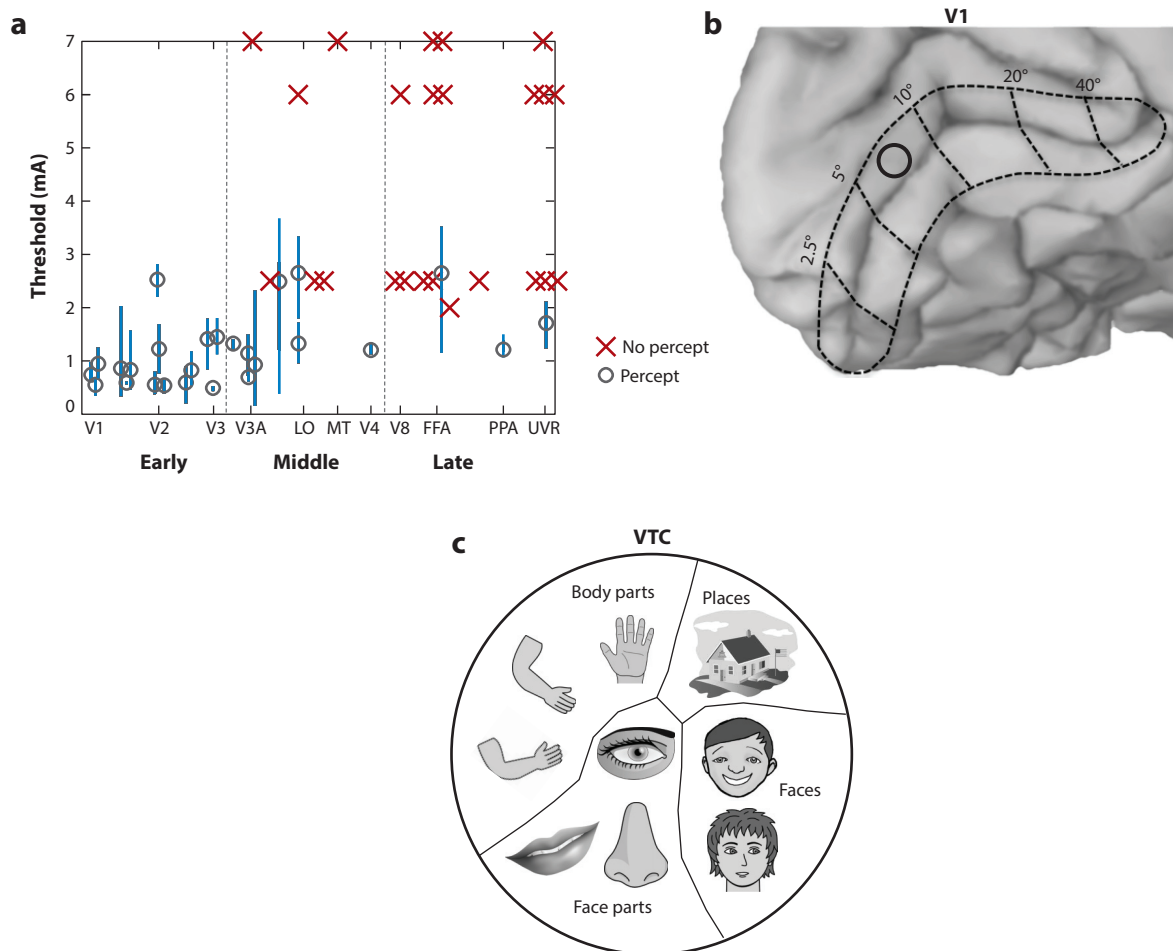 a
7
6
5
4
3
2
1
0
Threshold (mA)
V1 V2 V3 V3A LO MT V4 V8 FFA PPA UVR
Early Middle Late
No percept
Percept
b
V1
2.5°
5°
10°
20°
40°
c
VTC
Body parts
Places
Faces
Face parts